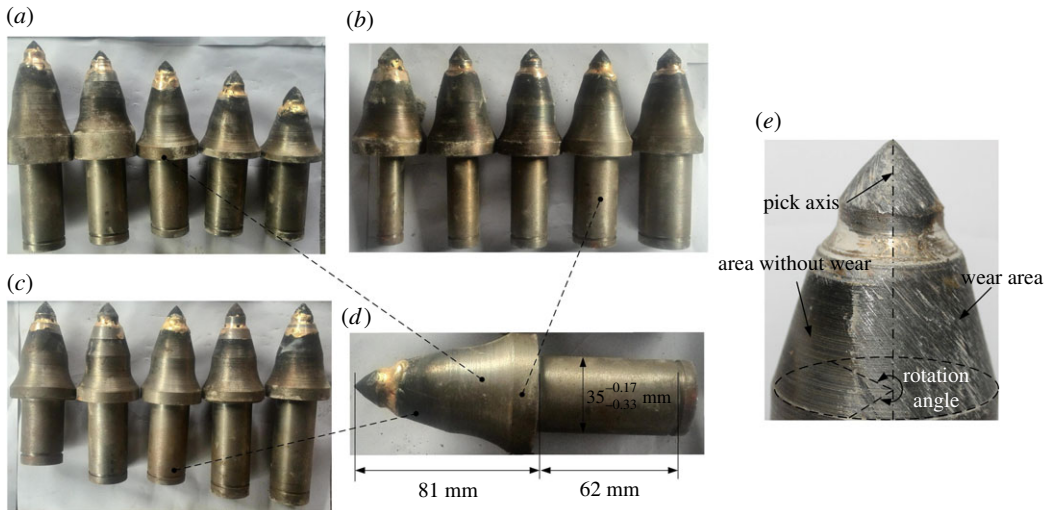 (a)
(b)
(c)
(d)
35 -0.17 -0.33 mm
81 mm
62 mm
(e)
pick axis
area without wear
wear area
rotation
angle